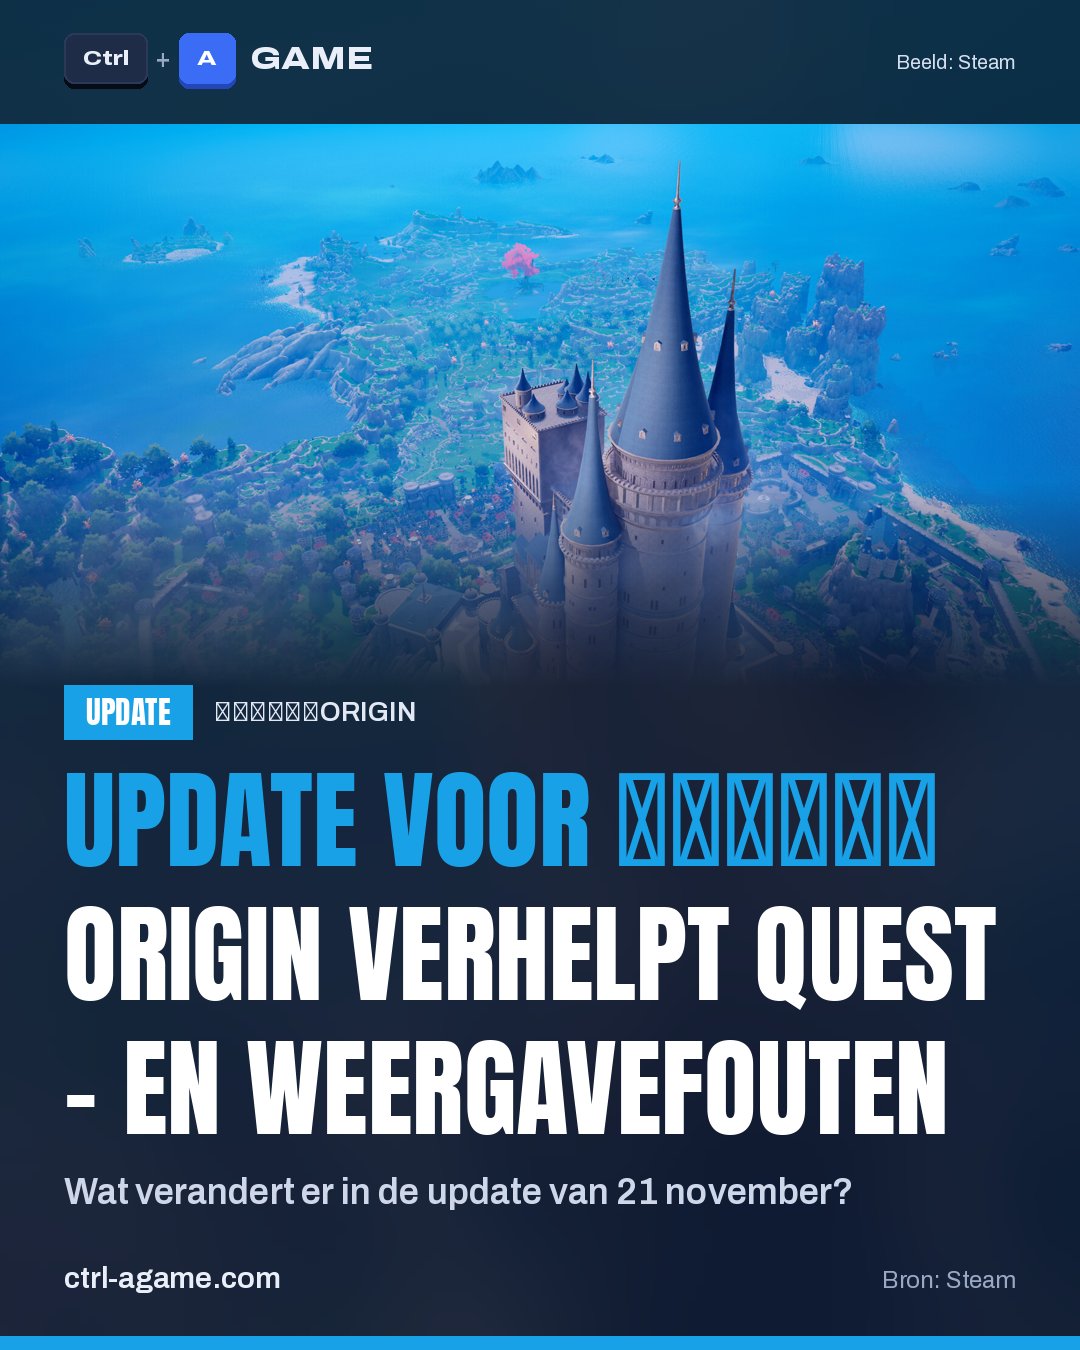 Ctrl + A GAME
Beeld: Steam
UPDATE
ORIGIN
UPDATE VOOR
ORIGIN VERHELPT QUEST
- EN WEERGAVEFOUTEN
Wat verandert er in de update van 21 november?
ctrl-agame.com
Bron: Steam